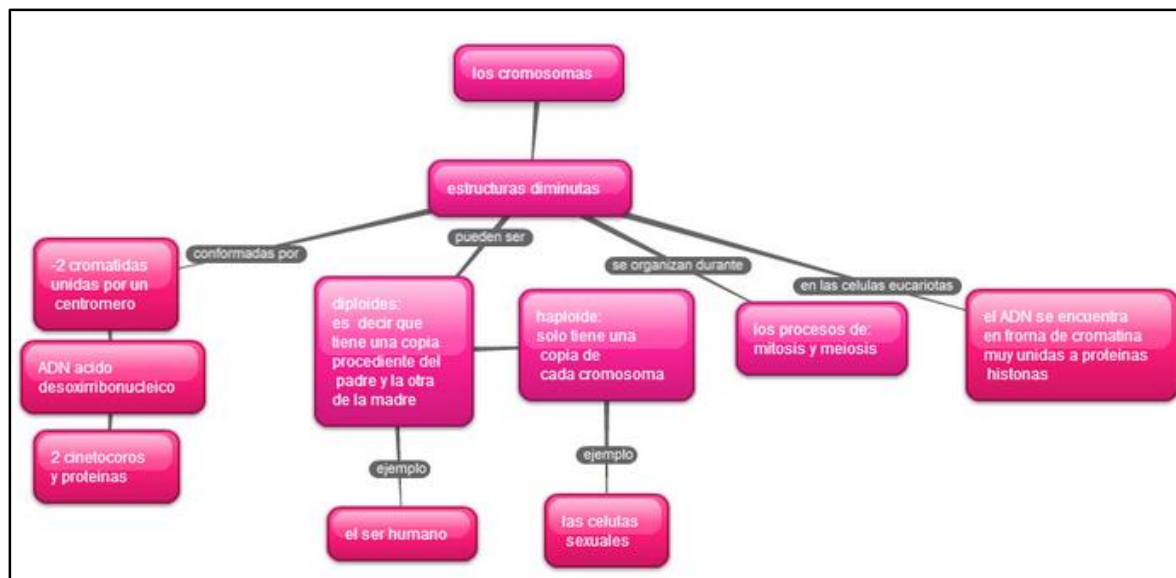 los cromosomas
estructuras diminutas
conformadas por
pueden ser
se organizan durante
en las celulas eucariotas
-2 cromatidas
unidas por un
centromero
ADN acido
desoxirribonucleico
2 cinetocoros
y proteinas
diploides:
es decir que
tiene una copia
procediente del
padre y la otra
de la madre
ejemplo
el ser humano
haploide:
solo tiene una
copia de
cada cromosoma
ejemplo
las celulas
sexuales
los procesos de:
mitosis y meiosis
el ADN se encuentra
en froma de cromatina
muy unidas a proteinas
histonas